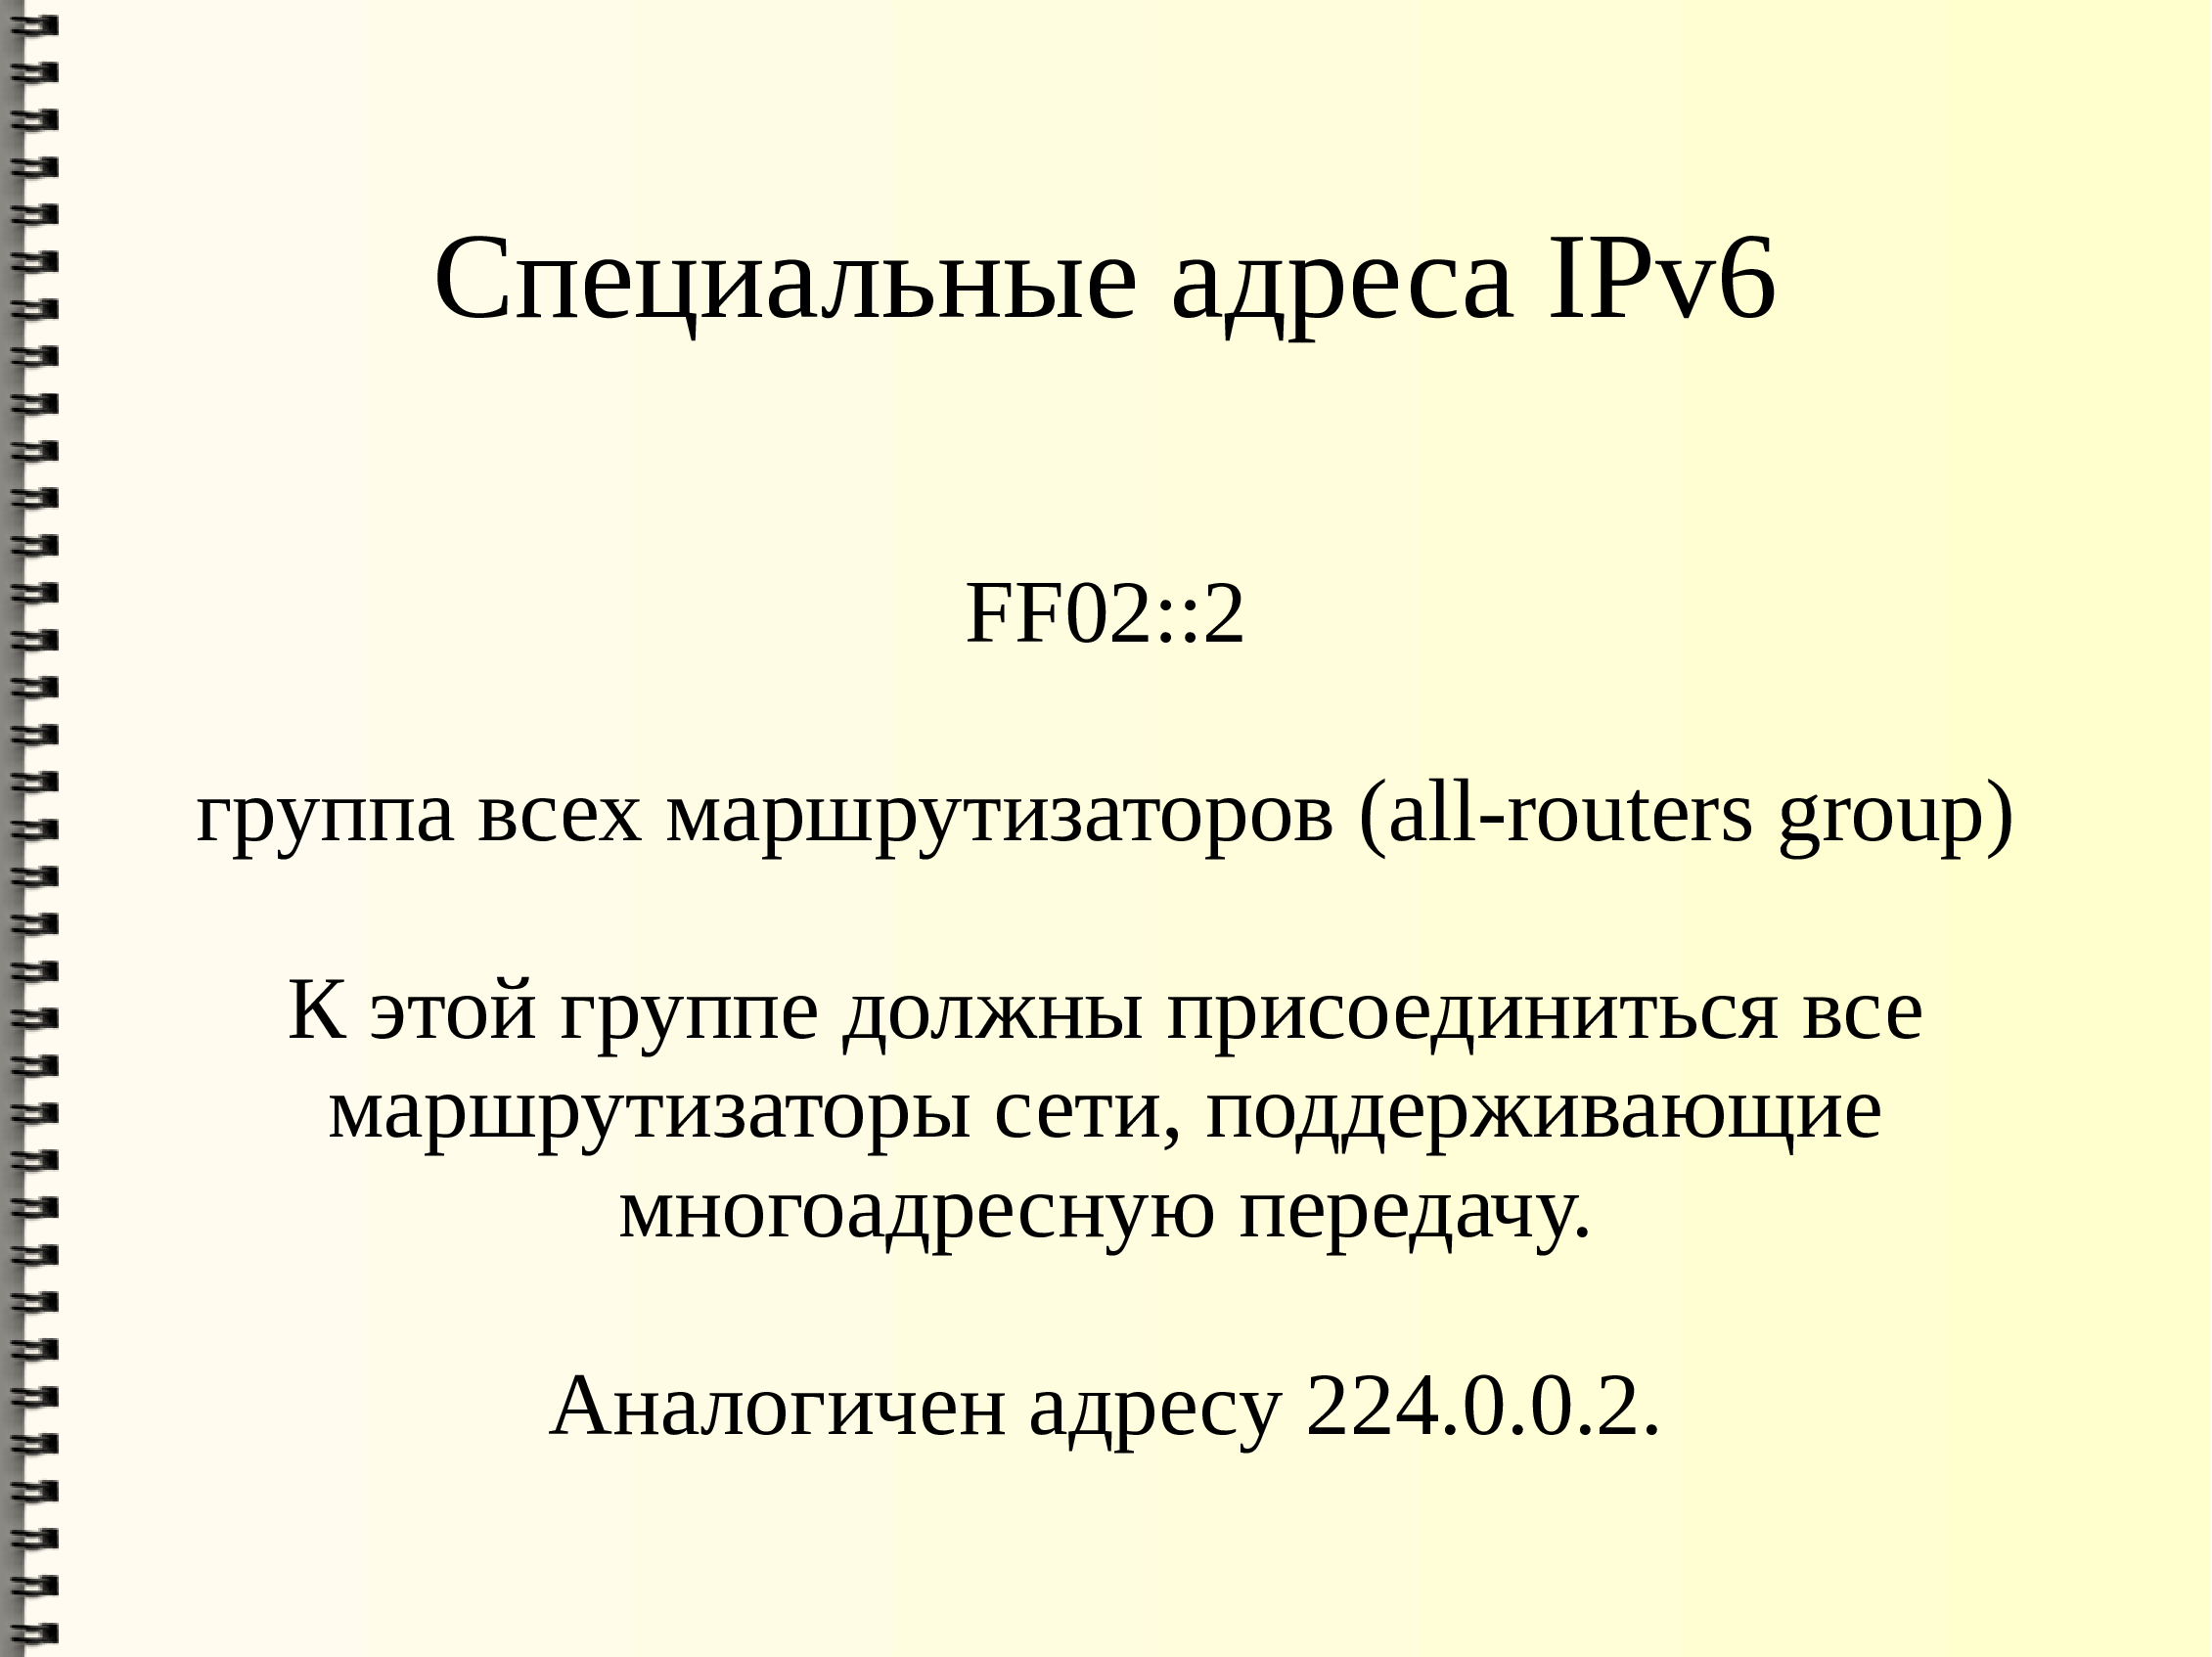 Специальные адреса IPv6
FF02::2
группа всех маршрутизаторов (all-routers group)
К этой группе должны присоединиться все
маршрутизаторы сети, поддерживающие
многоадресную передачу.
Аналогичен адресу 224.0.0.2.